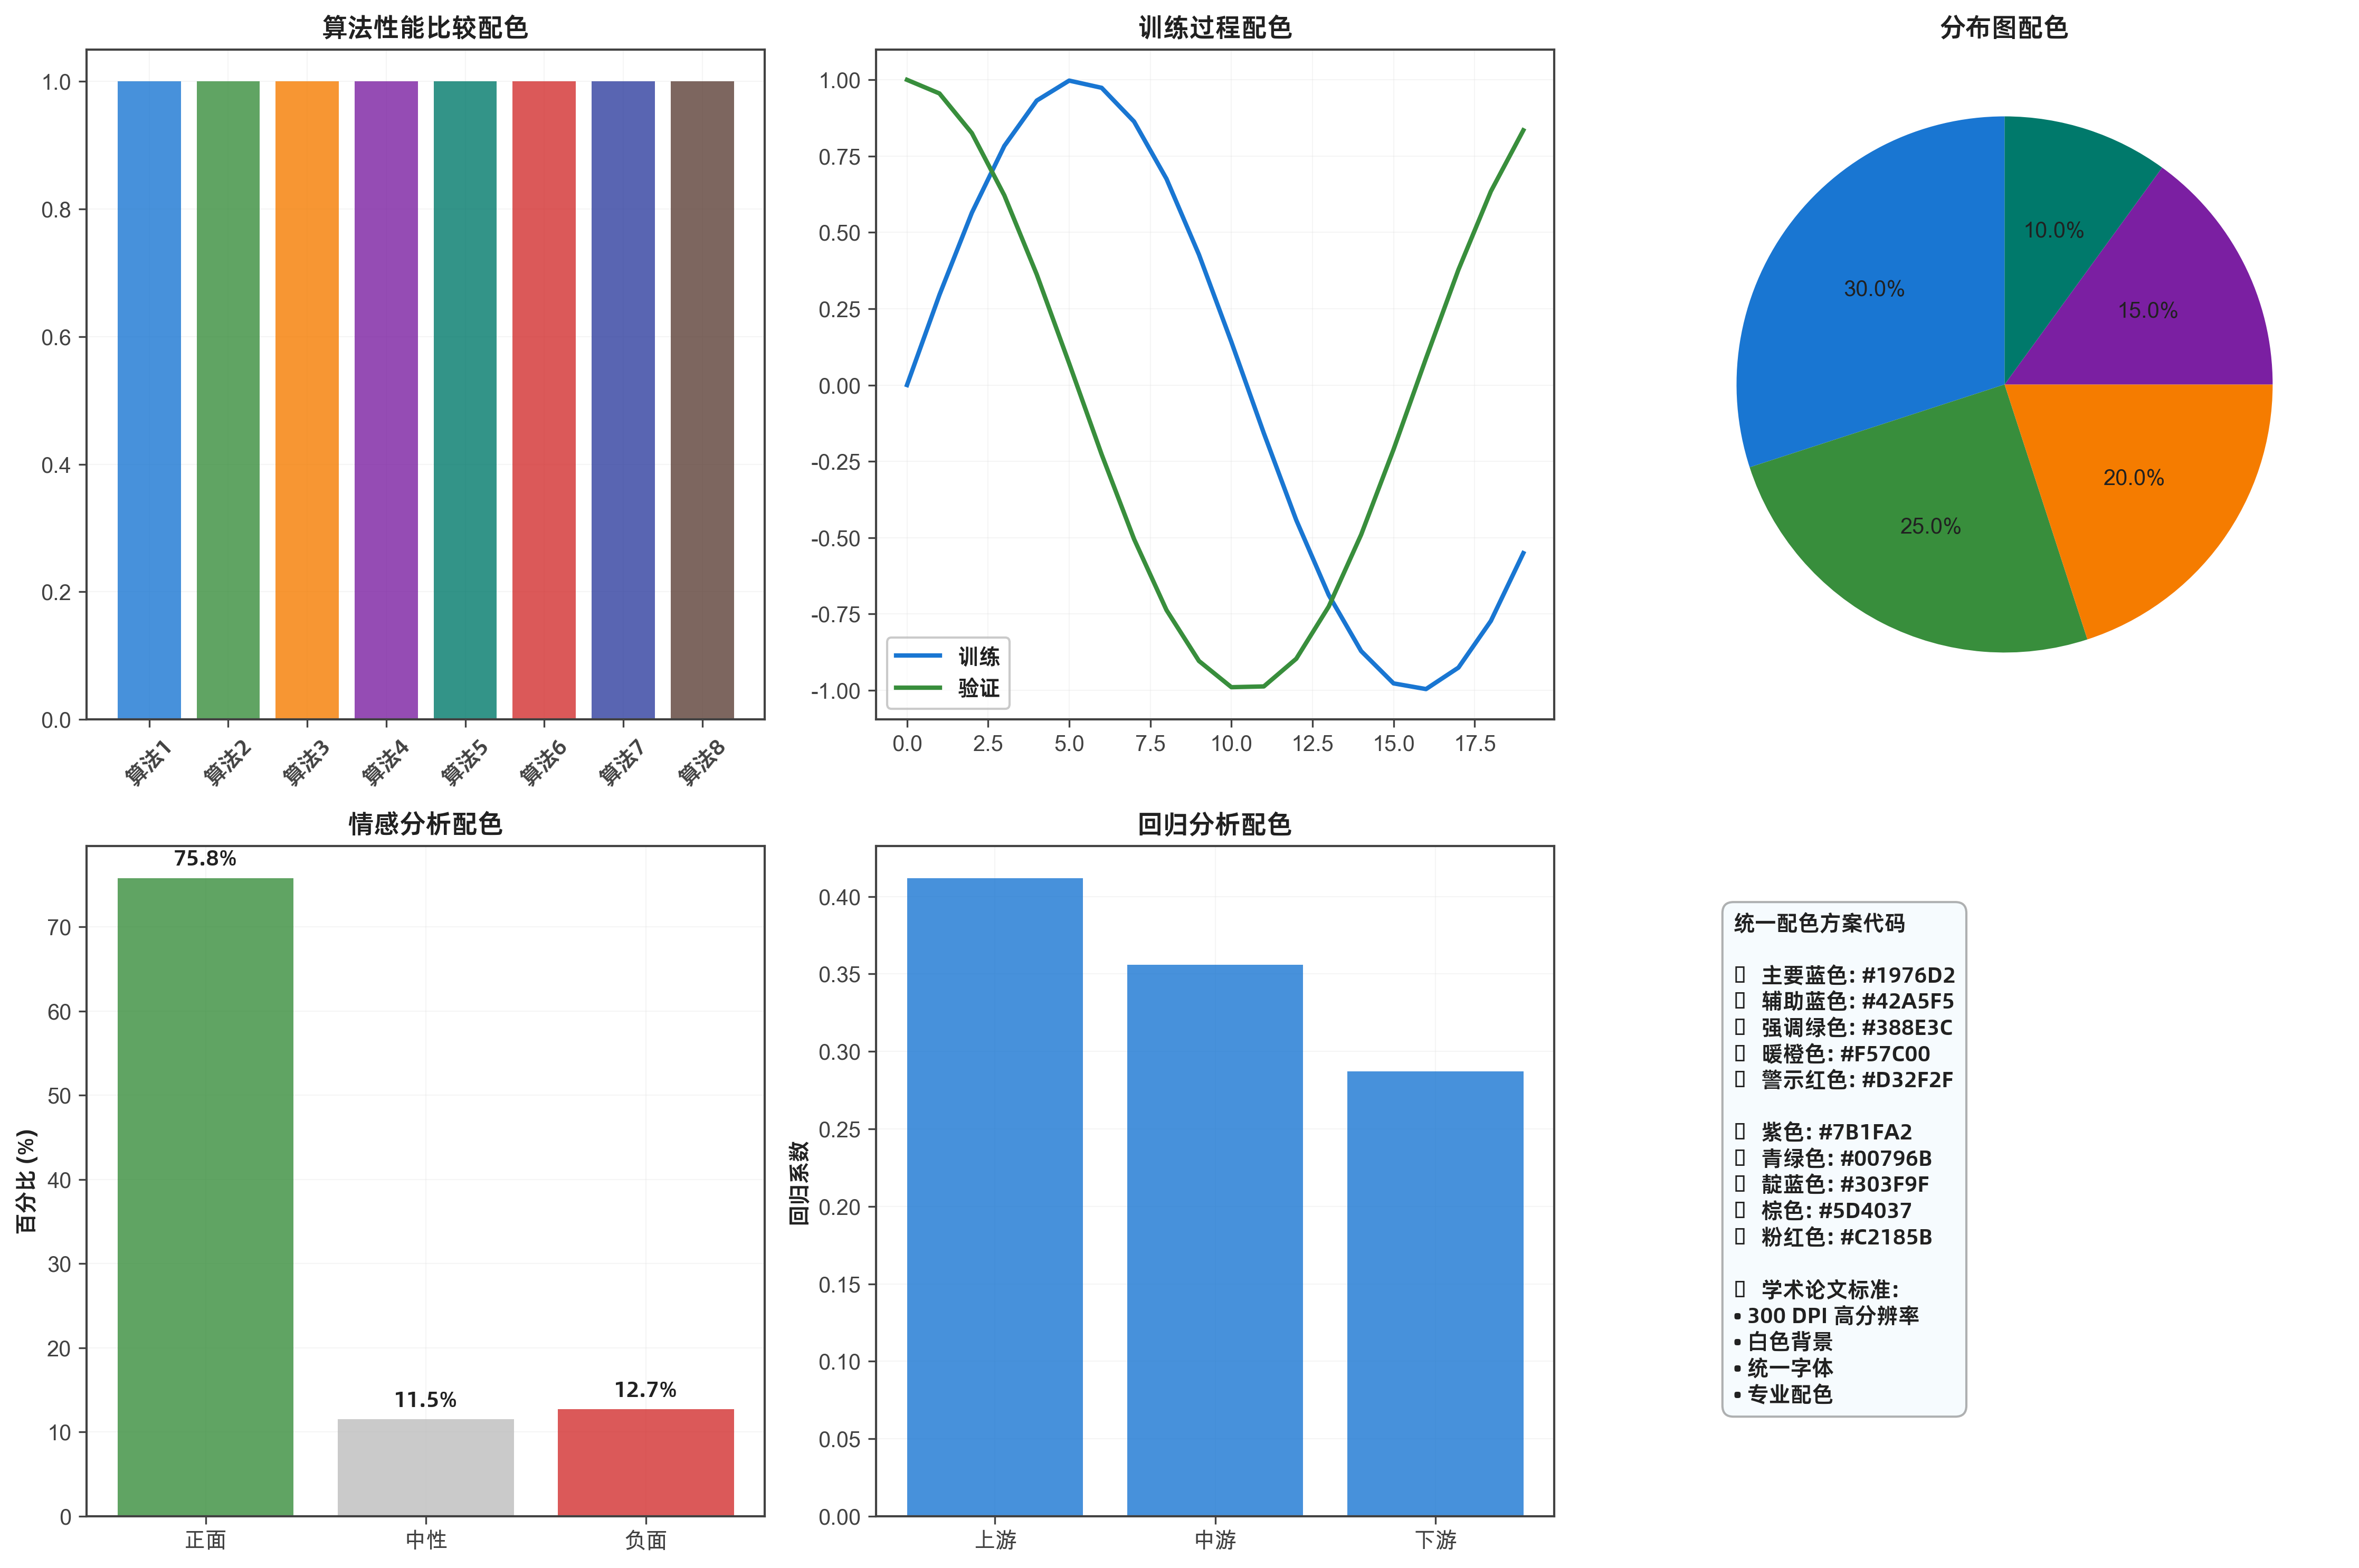 算法性能比较配色
1.0
0.8
0.6
0.4
0.2
0.0
算法1 算法2 算法3 算法4 算法5 算法6 算法7 算法8
训练过程配色
1.00
0.75
0.50
0.25
0.00
-0.25
-0.50
-0.75
-1.00
训练
验证
0.0 2.5 5.0 7.5 10.0 12.5 15.0 17.5
分布图配色
10.0%
30.0%
15.0%
20.0%
25.0%
情感分析配色
百分比 (%)
70
60
50
40
30
20
10
0
75.8%
11.5%
12.7%
正面 中性 负面
回归分析配色
回归系数
0.40
0.35
0.30
0.25
0.20
0.15
0.10
0.05
0.00
上游 中游 下游
统一配色方案代码
主要蓝色: #1976D2
辅助蓝色: #42A5F5
强调绿色: #388E3C
暖橙色: #F57C00
警示红色: #D32F2F
紫色: #7B1FA2
青绿色: #00796B
靛蓝色: #303F9F
棕色: #5D4037
粉红色: #C2185B
学术论文标准:
• 300 DPI 高分辨率
• 白色背景
• 统一字体
• 专业配色